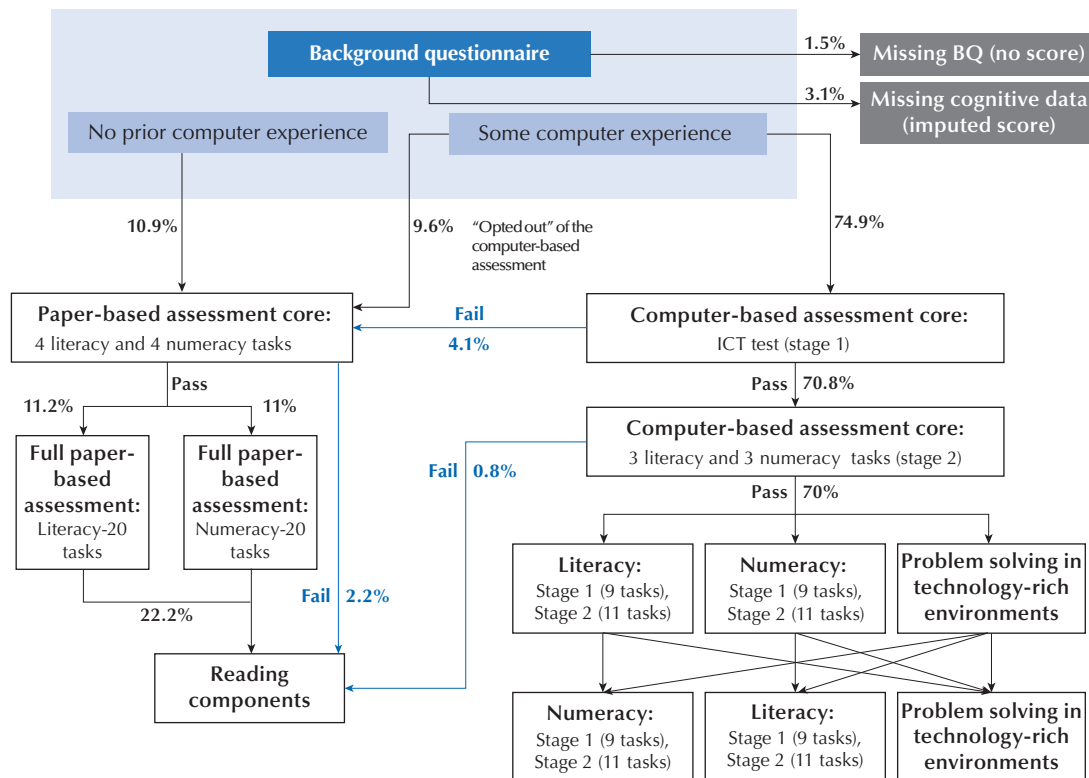 Background questionnaire
1.5%
Missing BQ (no score)
3.1%
Missing cognitive data
(imputed score)
No prior computer experience
Some computer experience
10.9%
9.6%
"Opted out" of the
computer-based
assessment
74.9%
Paper-based assessment core:
4 literacy and 4 numeracy tasks
Fail
4.1%
Computer-based assessment core:
ICT test (stage 1)
Pass
Pass 70.8%
11.2%
11%
Full paper-
based
assessment:
Literacy-20
tasks
Full paper-
based
assessment:
Numeracy-20
tasks
Fail 0.8%
Computer-based assessment core:
3 literacy and 3 numeracy tasks (stage 2)
Pass 70%
22.2%
Fail 2.2%
Literacy:
Stage 1 (9 tasks),
Stage 2 (11 tasks)
Numeracy:
Stage 1 (9 tasks),
Stage 2 (11 tasks)
Problem solving in
technology-rich
environments
Reading
components
Numeracy:
Stage 1 (9 tasks),
Stage 2 (11 tasks)
Literacy:
Stage 1 (9 tasks),
Stage 2 (11 tasks)
Problem solving in
technology-rich
environments